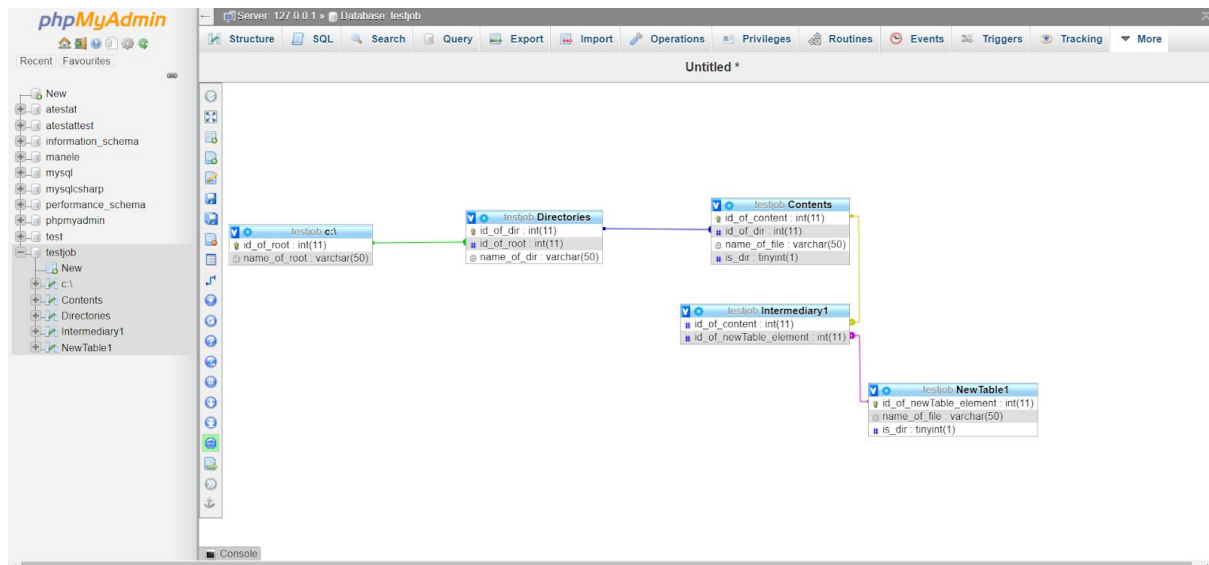 phpMyAdmin
Recent Favourites
New
atestat
atestattest
information_schema
manele
mysql
mysqlcsharp
performance_schema
phpmyadmin
test
testjob
New
c:\
Contents
Directories
Intermediary1
NewTable1
Server: 127.0.0.1 » Database: testjob
Structure SQL Search Query Export Import Operations Privileges Routines Events Triggers Tracking More
Untitled *
testjob c:\
id_of_root : int(11)
name_of_root : varchar(50)
testjob Directories
id_of_dir : int(11)
id_of_root : int(11)
name_of_dir : varchar(50)
testjob Contents
id_of_content : int(11)
id_of_dir : int(11)
name_of_file : varchar(50)
is_dir : tinyint(1)
testjob Intermediary1
id_of_content : int(11)
id_of_newTable_element : int(11)
testjob NewTable1
id_of_newTable_element : int(11)
name_of_file : varchar(50)
is_dir : tinyint(1)
Console